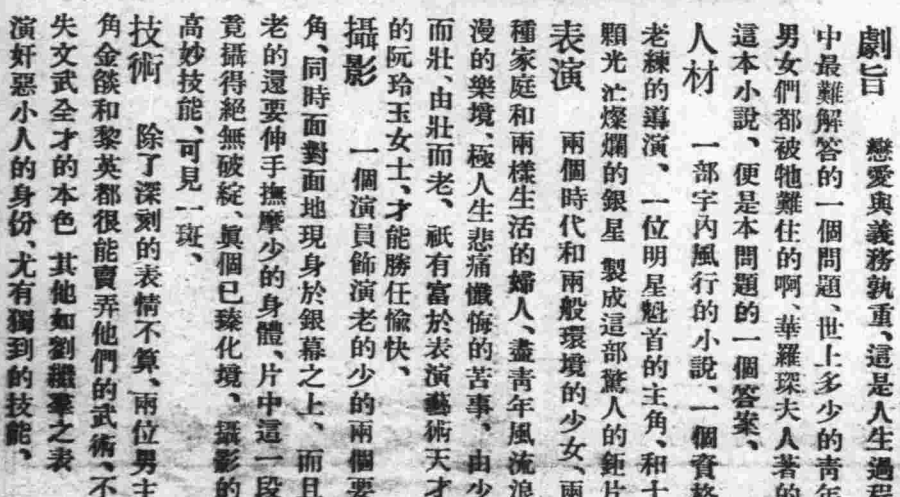 劇旨　戀愛與義務孰重、這是人生過程
中最難解答的一個問題、世上多少的靑年
男女們都被牠難住的啊、華羅琛夫人著的
這本小說、便是本問題的一個答案、
人材　一部宇內風行的小說、一個資格
老練的導演、一位明星魁首的主角、和十
顆光芒燦爛的銀星　製成這部驚人的鉅片
表演　兩個時代和兩般環境的少女、兩
種家庭和兩樣生活的婦人、盡靑年風流浪
漫的樂境、極人生悲痛懺悔的苦事、由少
而壯、由壯而老、祇有富於表演藝術天才
的阮玲玉女士、才能勝任愉快、
攝影　一個演員飾演老的少的兩個要
角、同時面對面地現身於銀幕之上、而且
老的還要伸手撫摩少的身體、片中這一段
竟攝得絕無破綻、眞個已臻化境、攝影的
高妙技能、可見一斑、
技術　除了深刻的表情不算、兩位男主
角金燄和黎英都很能賣弄他們的武術、不
失文武全才的本色　其他如劉繼羣之表
演奸惡小人的身份、尤有獨到的技能、